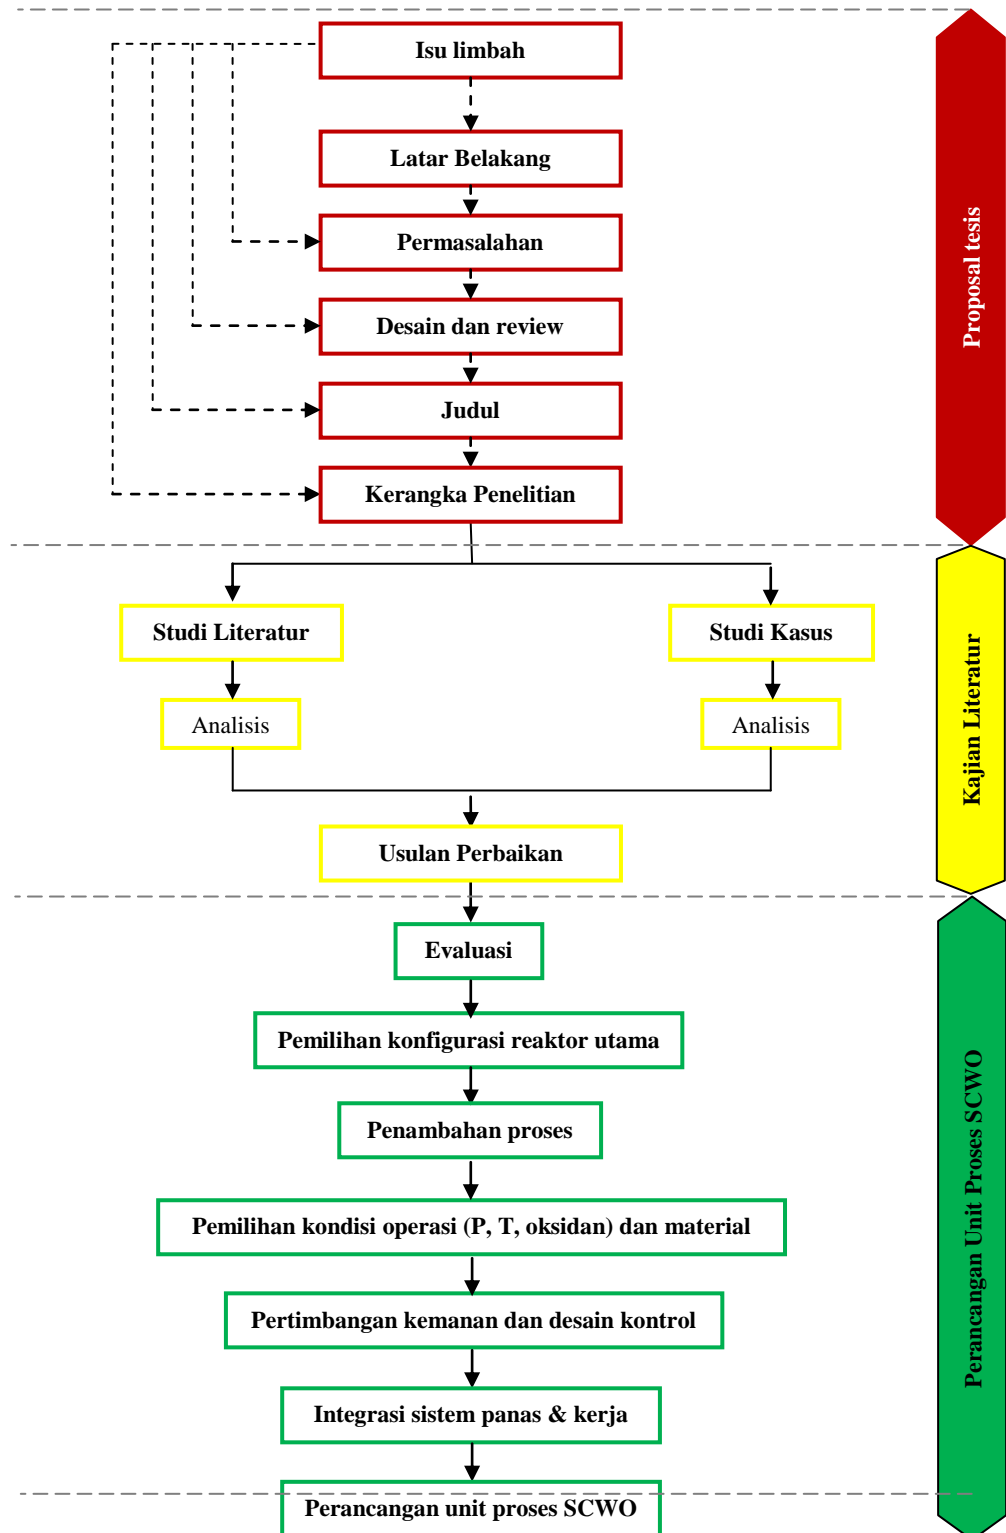 Isu limbah
Latar Belakang
Permasalahan
Desain dan review
Judul
Kerangka Penelitian
Proposal tesis
Studi Literatur
Studi Kasus
Analisis
Analisis
Usulan Perbaikan
Kajian Literatur
Evaluasi
Pemilihan konfigurasi reaktor utama
Penambahan proses
Pemilihan kondisi operasi (P, T, oksidan) dan material
Pertimbangan kemanan dan desain kontrol
Integrasi sistem panas & kerja
Perancangan unit proses SCWO
Perancangan Unit Proses SCWO